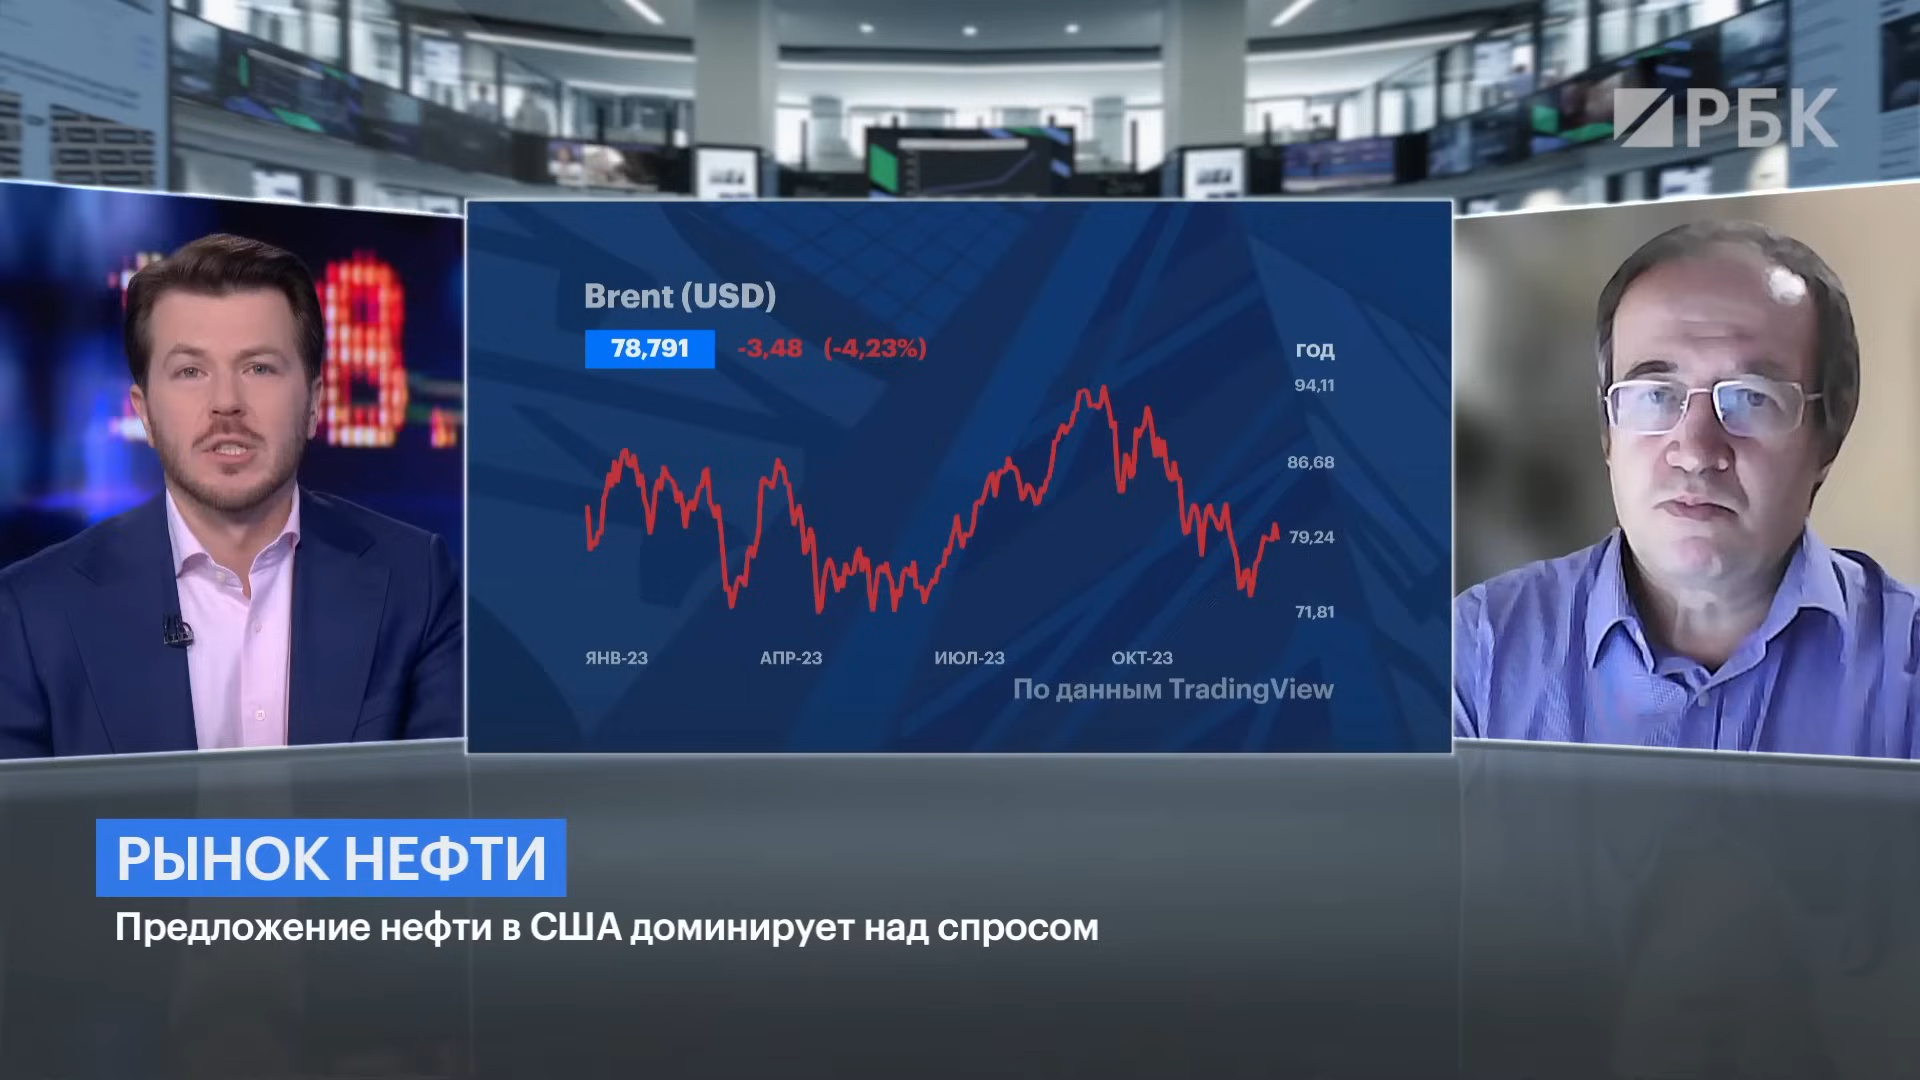 РБК
Brent (USD)
78,791 -3,48 (-4,23%)
ГОД
94,11
86,68
79,24
71,81
ЯНВ-23 АПР-23 ИЮЛ-23 ОКТ-23
По данным TradingView
РЫНОК НЕФТИ
Предложение нефти в США доминирует над спросом